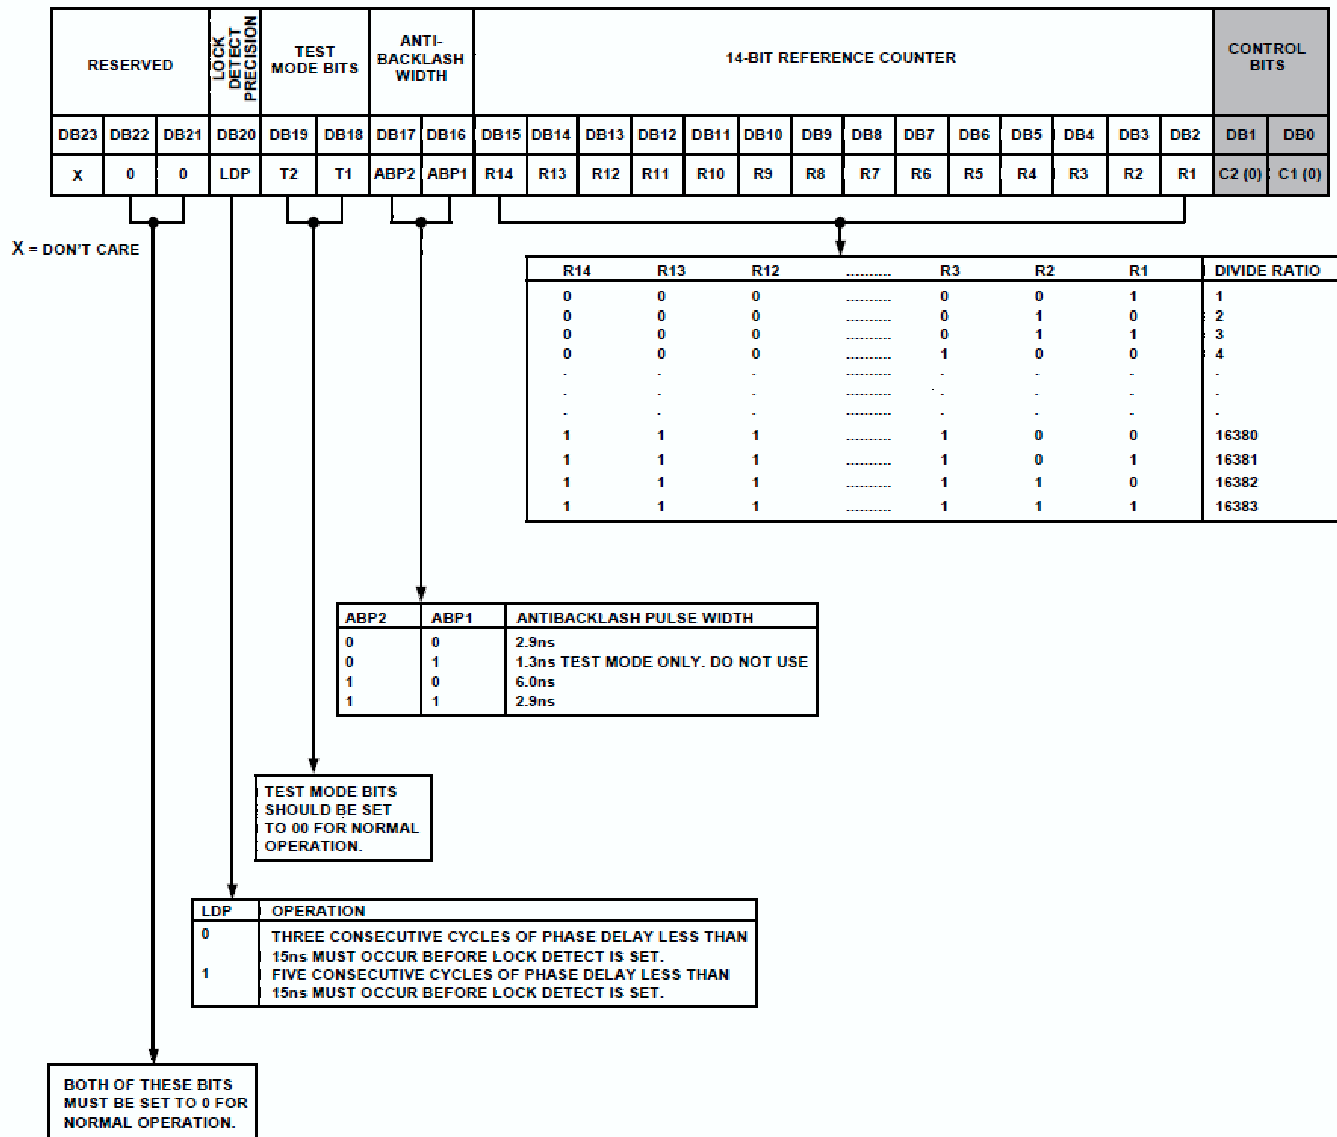 RESERVED
LOCK
DETECT
PRECISION
TEST
MODE BITS
ANTI-
BACKLASH
WIDTH
14-BIT REFERENCE COUNTER
CONTROL
BITS
DB23 DB22 DB21 DB20 DB19 DB18 DB17 DB16 DB15 DB14 DB13 DB12 DB11 DB10 DB9 DB8 DB7 DB6 DB5 DB4 DB3 DB2 DB1 DB0
X 0 0 LDP T2 T1 ABP2 ABP1 R14 R13 R12 R11 R10 R9 R8 R7 R6 R5 R4 R3 R2 R1 C2 (0) C1 (0)
X = DON'T CARE
R14 R13 R12 .......... R3 R2 R1 DIVIDE RATIO
0 0 0 .......... 0 0 1 1
0 0 0 .......... 0 1 0 2
0 0 0 .......... 0 1 1 3
0 0 0 .......... 1 0 0 4
. . . .......... . . . .
. . . .......... . . . .
. . . .......... . . . .
1 1 1 .......... 1 0 0 16380
1 1 1 .......... 1 0 1 16381
1 1 1 .......... 1 1 0 16382
1 1 1 .......... 1 1 1 16383
ABP2 ABP1 ANTIBACKLASH PULSE WIDTH
0 0 2.9ns
0 1 1.3ns TEST MODE ONLY. DO NOT USE
1 0 6.0ns
1 1 2.9ns
TEST MODE BITS
SHOULD BE SET
TO 00 FOR NORMAL
OPERATION.
LDP OPERATION
0 THREE CONSECUTIVE CYCLES OF PHASE DELAY LESS THAN
15ns MUST OCCUR BEFORE LOCK DETECT IS SET.
1 FIVE CONSECUTIVE CYCLES OF PHASE DELAY LESS THAN
15ns MUST OCCUR BEFORE LOCK DETECT IS SET.
BOTH OF THESE BITS
MUST BE SET TO 0 FOR
NORMAL OPERATION.